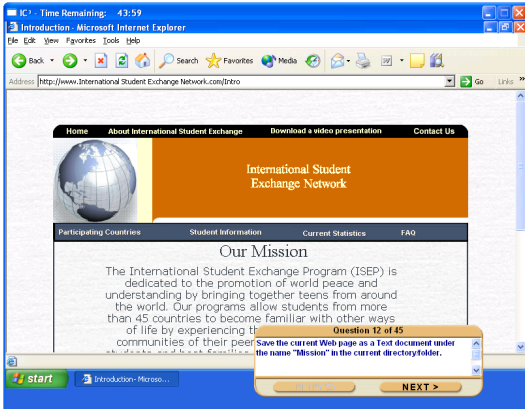 IC³ - Time Remaining: 43:59
Introduction - Microsoft Internet Explorer
File Edit View Favorites Tools Help
Back Search Favorites Media
Address http://www.International Student Exchange Network.com/Intro Go Links »
Home About International Student Exchange Download a video presentation Contact Us
International Student
Exchange Network
Participating Countries Student Information Current Statistics FAQ
Our Mission
The International Student Exchange Program (ISEP) is
dedicated to the promotion of world peace and
understanding by bringing together teens from around
the world. Our programs allow students from more
than 45 countries to become familiar with other ways
of life by experiencing th
communities of their peer
Question 12 of 45
Save the current Web page as a Text document under
the name "Mission" in the current directory/folder.
NEXT >
start Introduction - Microso...